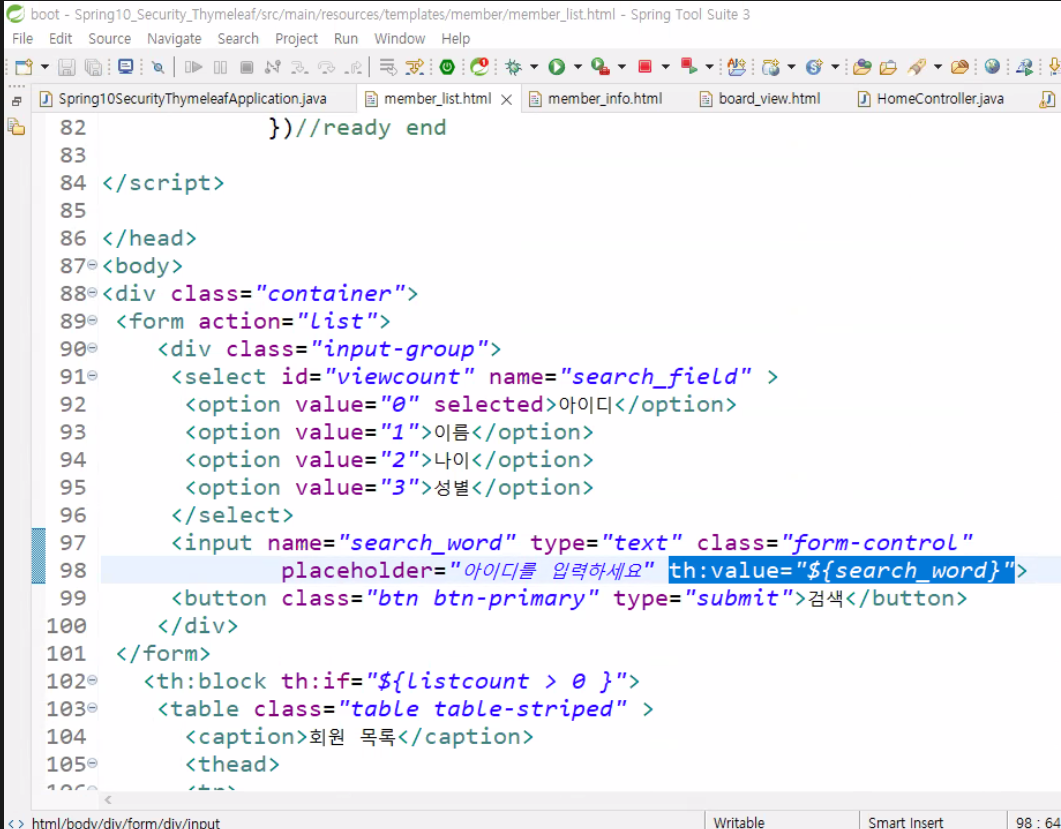 boot - Spring10_Security_Thymeleaf/src/main/resources/templates/member/member_list.html - Spring Tool Suite 3
File Edit Source Navigate Search Project Run Window Help
Spring10SecurityThymeleafApplication.java member_list.html member_info.html board_view.html HomeController.java
82 })//ready end
83
84 </script>
85
86 </head>
87 <body>
88 <div class="container">
89 <form action="list">
90 <div class="input-group">
91 <select id="viewcount" name="search_field" >
92 <option value="0" selected>아이디</option>
93 <option value="1">이름</option>
94 <option value="2">나이</option>
95 <option value="3">성별</option>
96 </select>
97 <input name="search_word" type="text" class="form-control"
98 placeholder="아이디를 입력하세요" th:value="${search_word}">
99 <button class="btn btn-primary" type="submit">검색</button>
100 </div>
101 </form>
102 <th:block th:if="${listcount > 0 }">
103 <table class="table table-striped" >
104 <caption>회원 목록</caption>
105 <thead>
106 <tr>
html/body/div/form/div/input Writable Smart Insert 98 : 64